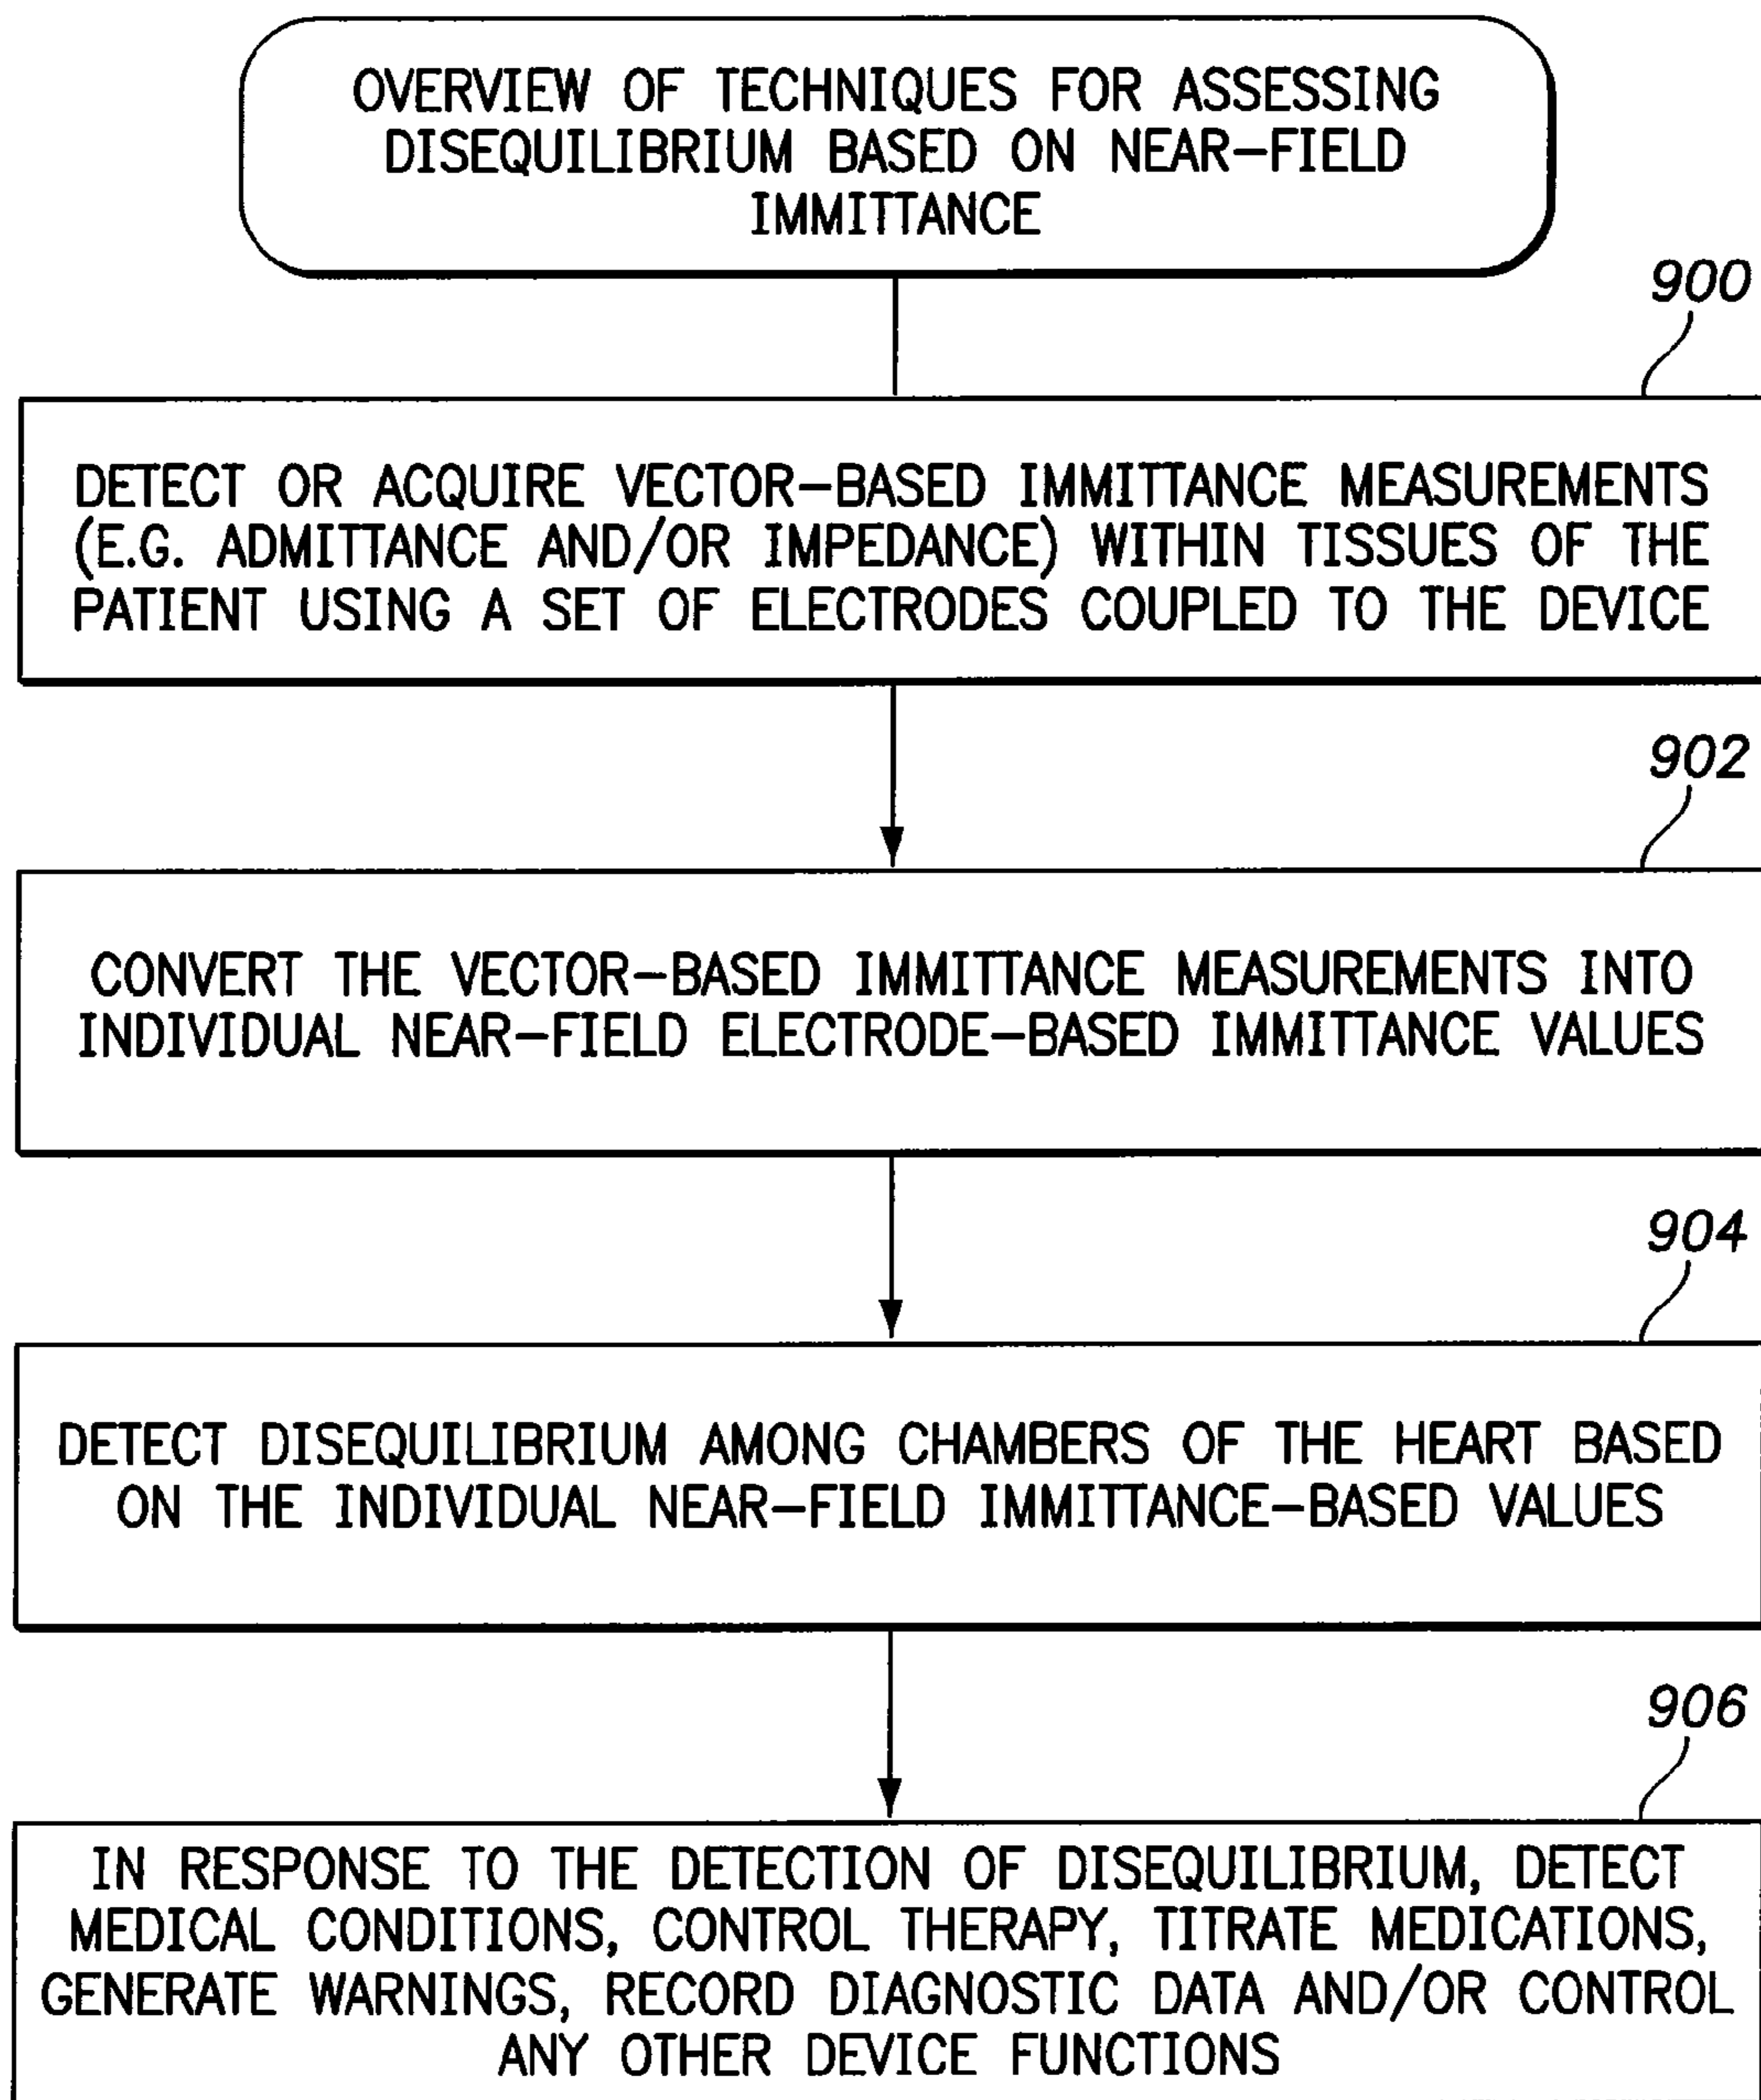 OVERVIEW OF TECHNIQUES FOR ASSESSING
DISEQUILIBRIUM BASED ON NEAR-FIELD
IMMITTANCE
900
DETECT OR ACQUIRE VECTOR-BASED IMMITTANCE MEASUREMENTS
(E.G. ADMITTANCE AND/OR IMPEDANCE) WITHIN TISSUES OF THE
PATIENT USING A SET OF ELECTRODES COUPLED TO THE DEVICE
902
CONVERT THE VECTOR-BASED IMMITTANCE MEASUREMENTS INTO
INDIVIDUAL NEAR-FIELD ELECTRODE-BASED IMMITTANCE VALUES
904
DETECT DISEQUILIBRIUM AMONG CHAMBERS OF THE HEART BASED
ON THE INDIVIDUAL NEAR-FIELD IMMITTANCE-BASED VALUES
906
IN RESPONSE TO THE DETECTION OF DISEQUILIBRIUM, DETECT
MEDICAL CONDITIONS, CONTROL THERAPY, TITRATE MEDICATIONS,
GENERATE WARNINGS, RECORD DIAGNOSTIC DATA AND/OR CONTROL
ANY OTHER DEVICE FUNCTIONS